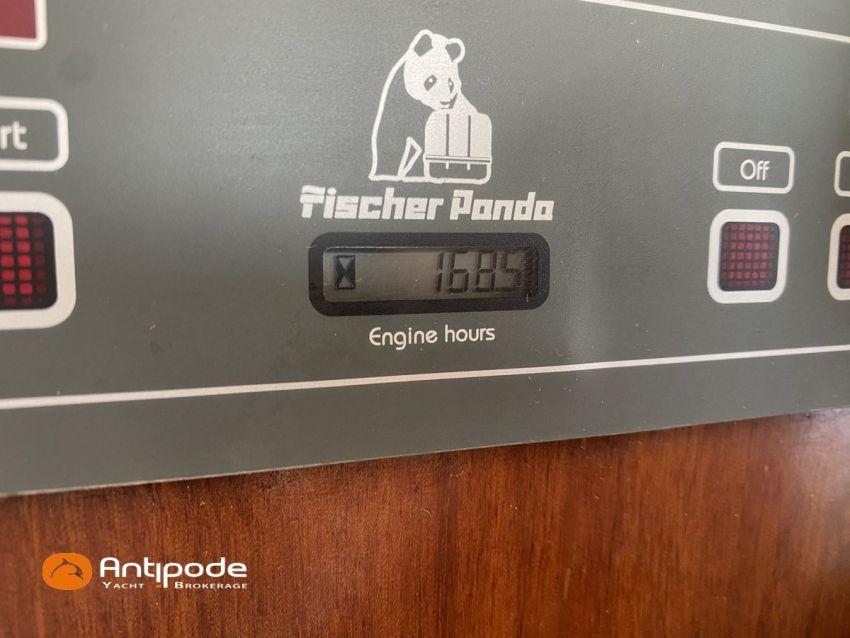 rt
Off
Fischer Panda
1685
Engine hours
Antipode
YACHT - BROKERAGE